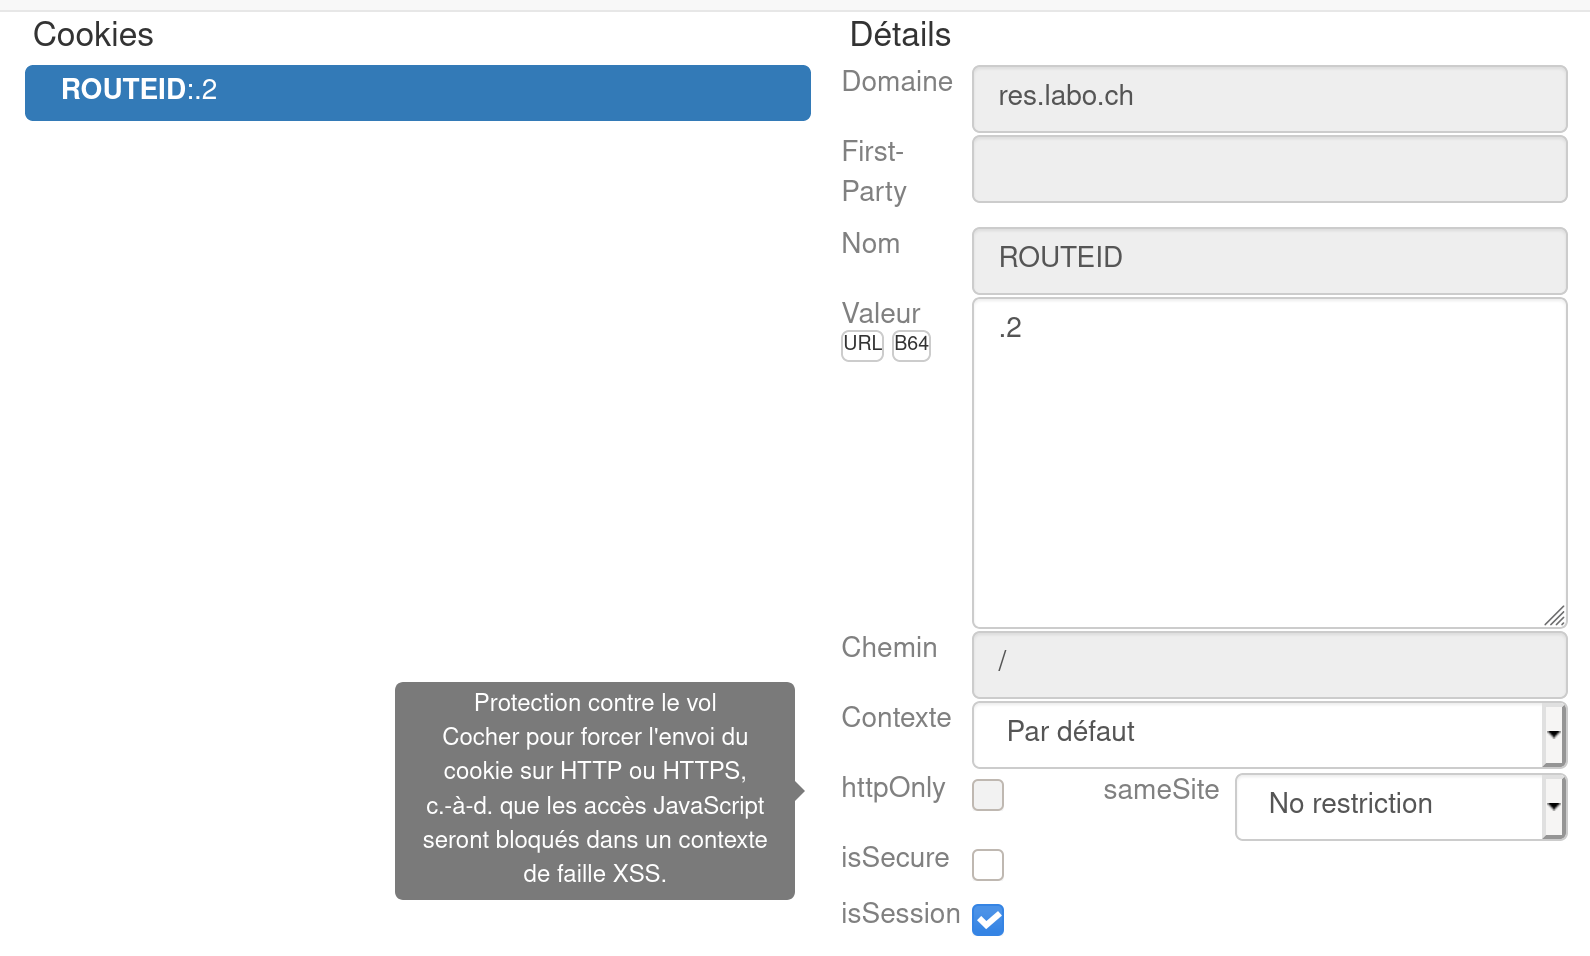 Cookies
ROUTEID:.2
Détails
Domaine
res.labo.ch
First-
Party
Nom
ROUTEID
Valeur
URL B64
.2
Chemin
/
Contexte
Par défaut
httpOnly
sameSite
No restriction
isSecure
isSession
Protection contre le vol
Cocher pour forcer l'envoi du
cookie sur HTTP ou HTTPS,
c.-à-d. que les accès JavaScript
seront bloqués dans un contexte
de faille XSS.